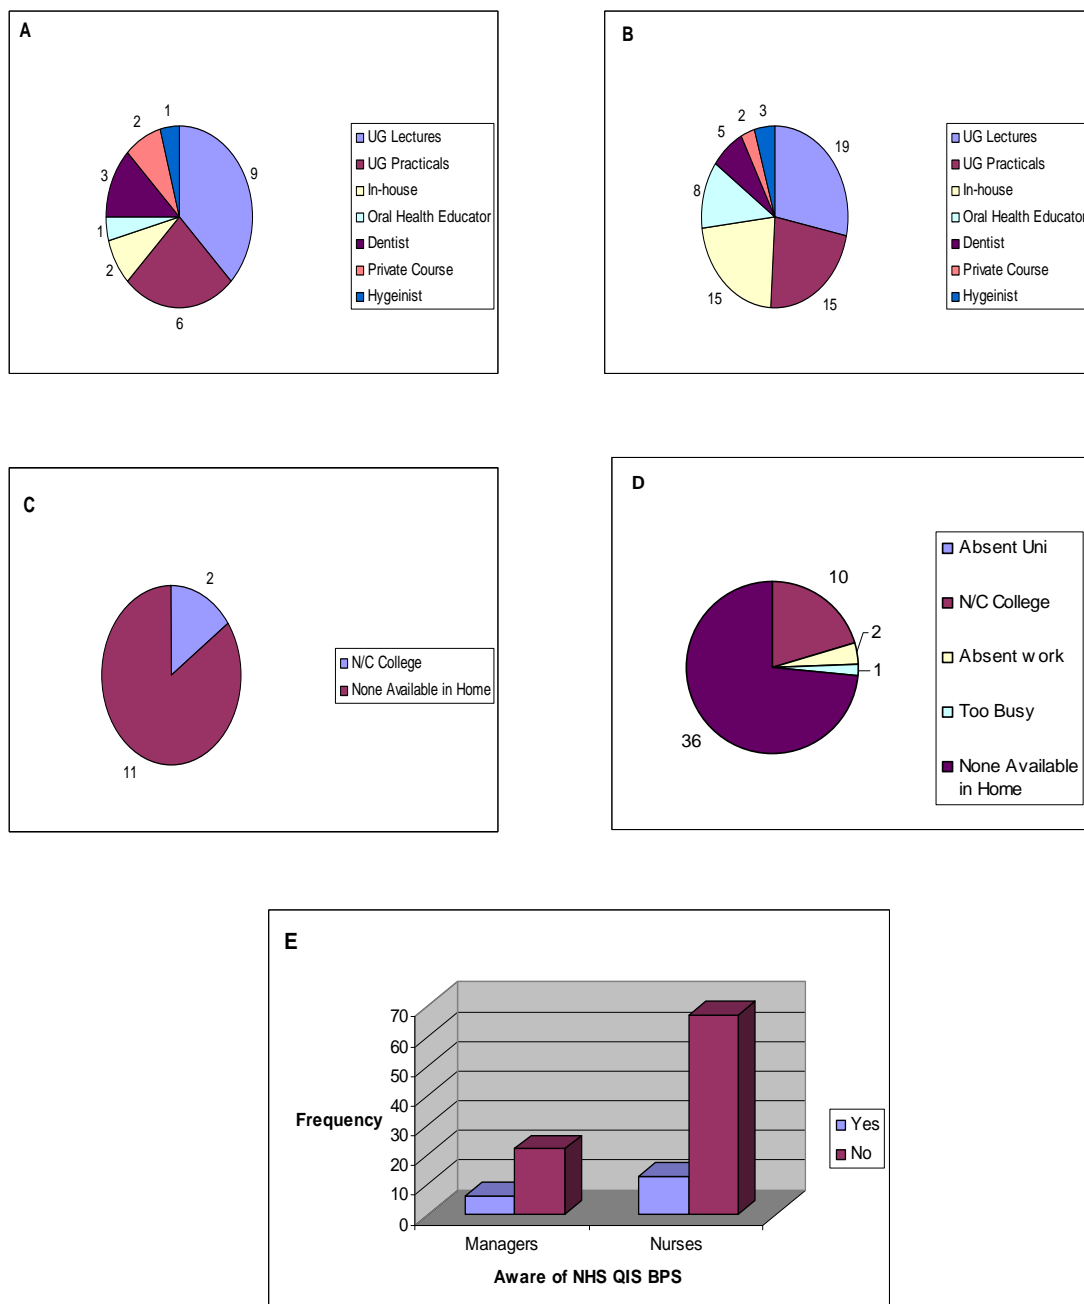 A
1
2
3
9
1
2
6
UG Lectures
UG Practicals
In-house
Oral Health Educator
Dentist
Private Course
Hygeinist
B
3
2
5
19
8
15
15
UG Lectures
UG Practicals
In-house
Oral Health Educator
Dentist
Private Course
Hygeinist
C
2
11
N/C College
None Available in Home
D
10
2
1
36
Absent Uni
N/C College
Absent work
Too Busy
None Available
in Home
E
70
60
50
40
30
20
10
0
Frequency
Managers
Nurses
Aware of NHS QIS BPS
Yes
No